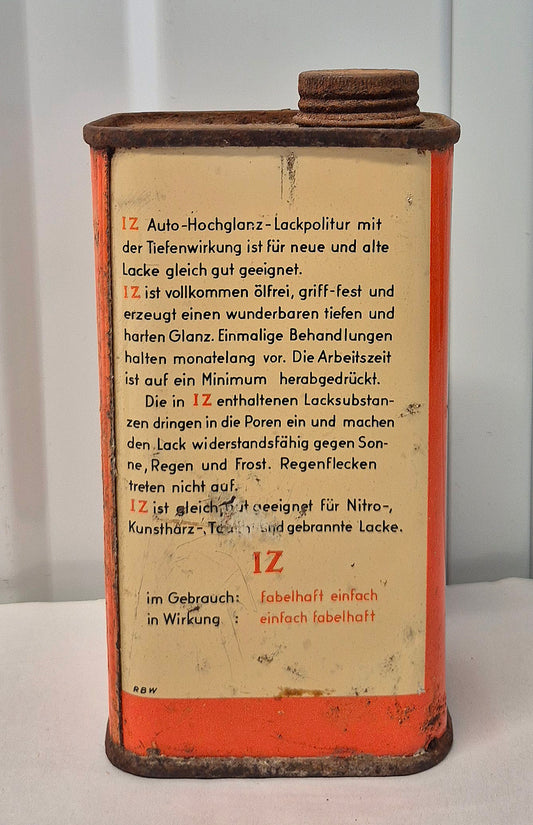 IZ Auto-Hochglanz-Lackpolitur mit
der Tiefenwirkung ist für neue und alte
Lacke gleich gut geeignet.
IZ ist vollkommen ölfrei, griff-fest und
erzeugt einen wunderbaren tiefen und
harten Glanz. Einmalige Behandlungen
halten monatelang vor. Die Arbeitszeit
ist auf ein Minimum herabgedrückt.
Die in IZ enthaltenen Lacksubstan-
zen dringen in die Poren ein und machen
den Lack widerstandsfähig gegen Son-
ne, Regen und Frost. Regenflecken
treten nicht auf.
IZ ist gleich gut geeignet für Nitro-,
Kunstharz-, und gebrannte Lacke.
IZ
im Gebrauch: fabelhaft einfach
in Wirkung : einfach fabelhaft
RBW